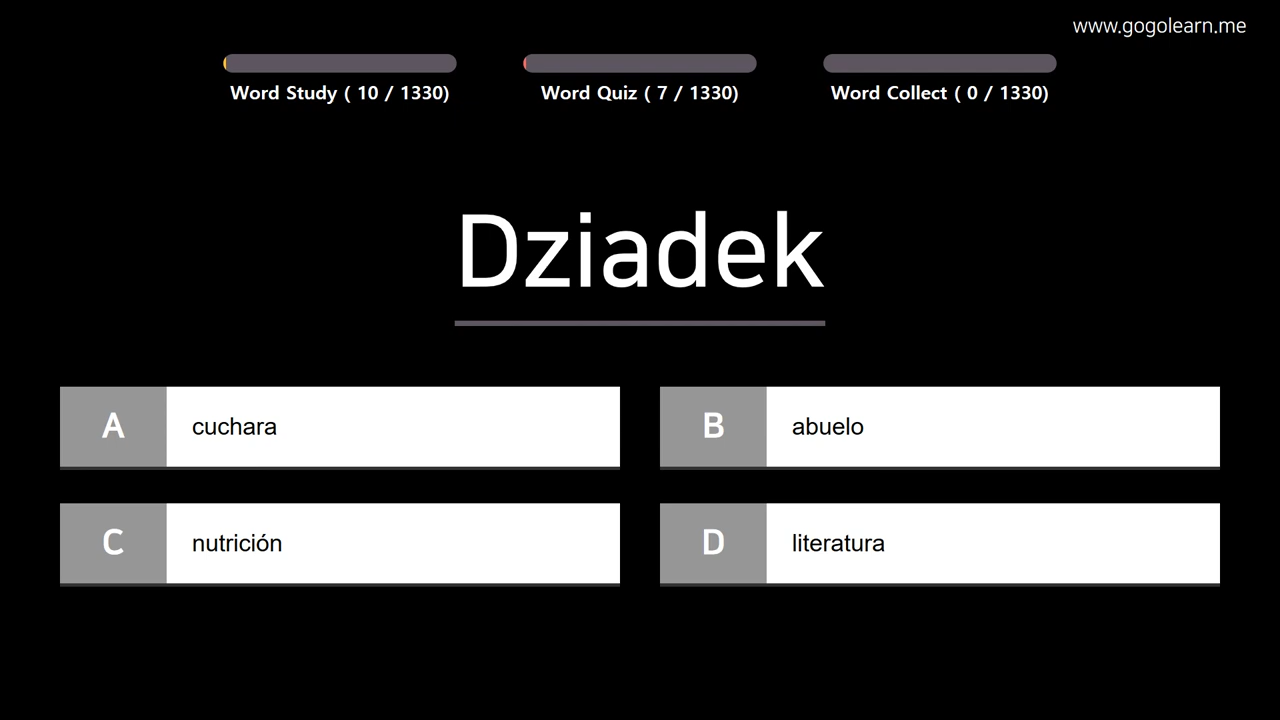 www.gogolearn.me
Word Study ( 10 / 1330)
Word Quiz ( 7 / 1330)
Word Collect ( 0 / 1330)
Dziadek
A cuchara
B abuelo
C nutrición
D literatura